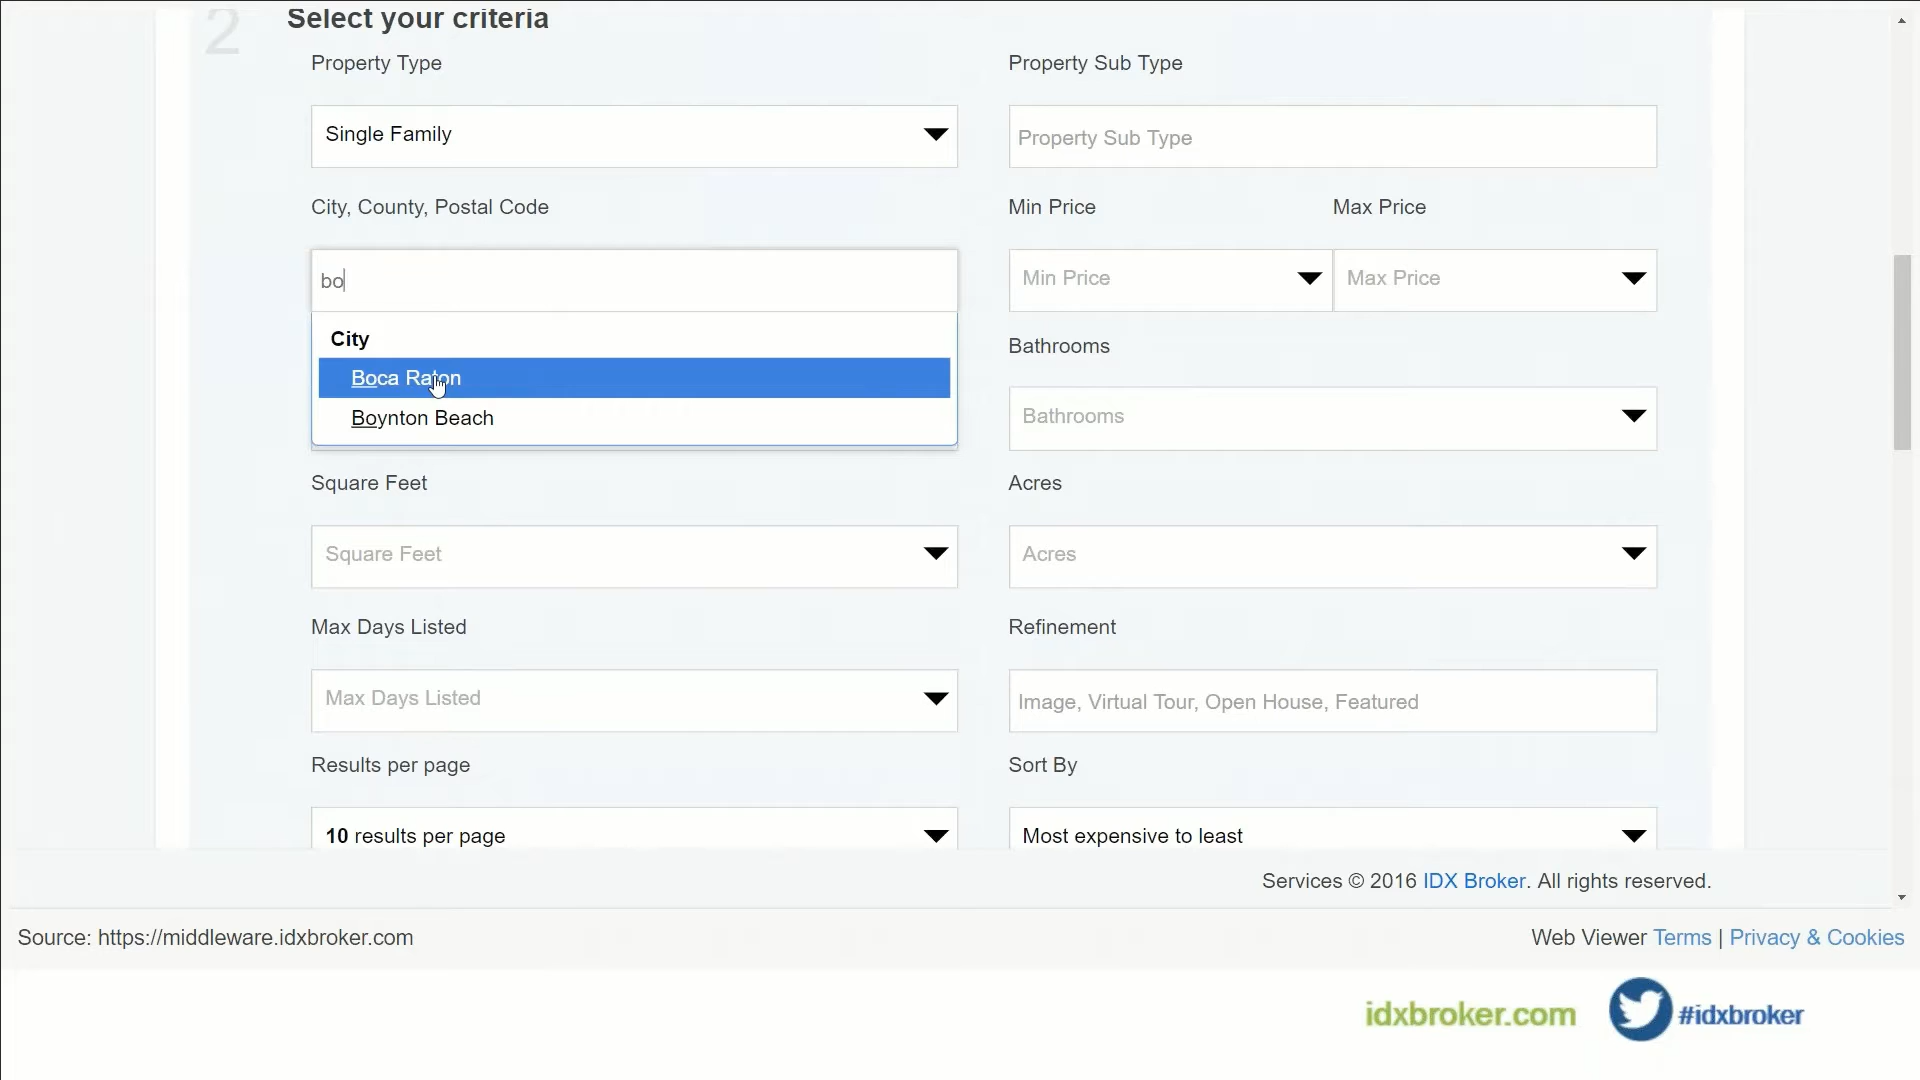 2
Select your criteria
Property Type
Property Sub Type
Single Family
Property Sub Type
City, County, Postal Code
Min Price
Max Price
bo
Min Price
Max Price
City
Boca Raton
Boynton Beach
Bathrooms
Bathrooms
Square Feet
Acres
Square Feet
Acres
Max Days Listed
Refinement
Max Days Listed
Image, Virtual Tour, Open House, Featured
Results per page
Sort By
10 results per page
Most expensive to least
Services © 2016 IDX Broker. All rights reserved.
Source: https://middleware.idxbroker.com
Web Viewer Terms | Privacy & Cookies
idxbroker.com
#idxbroker